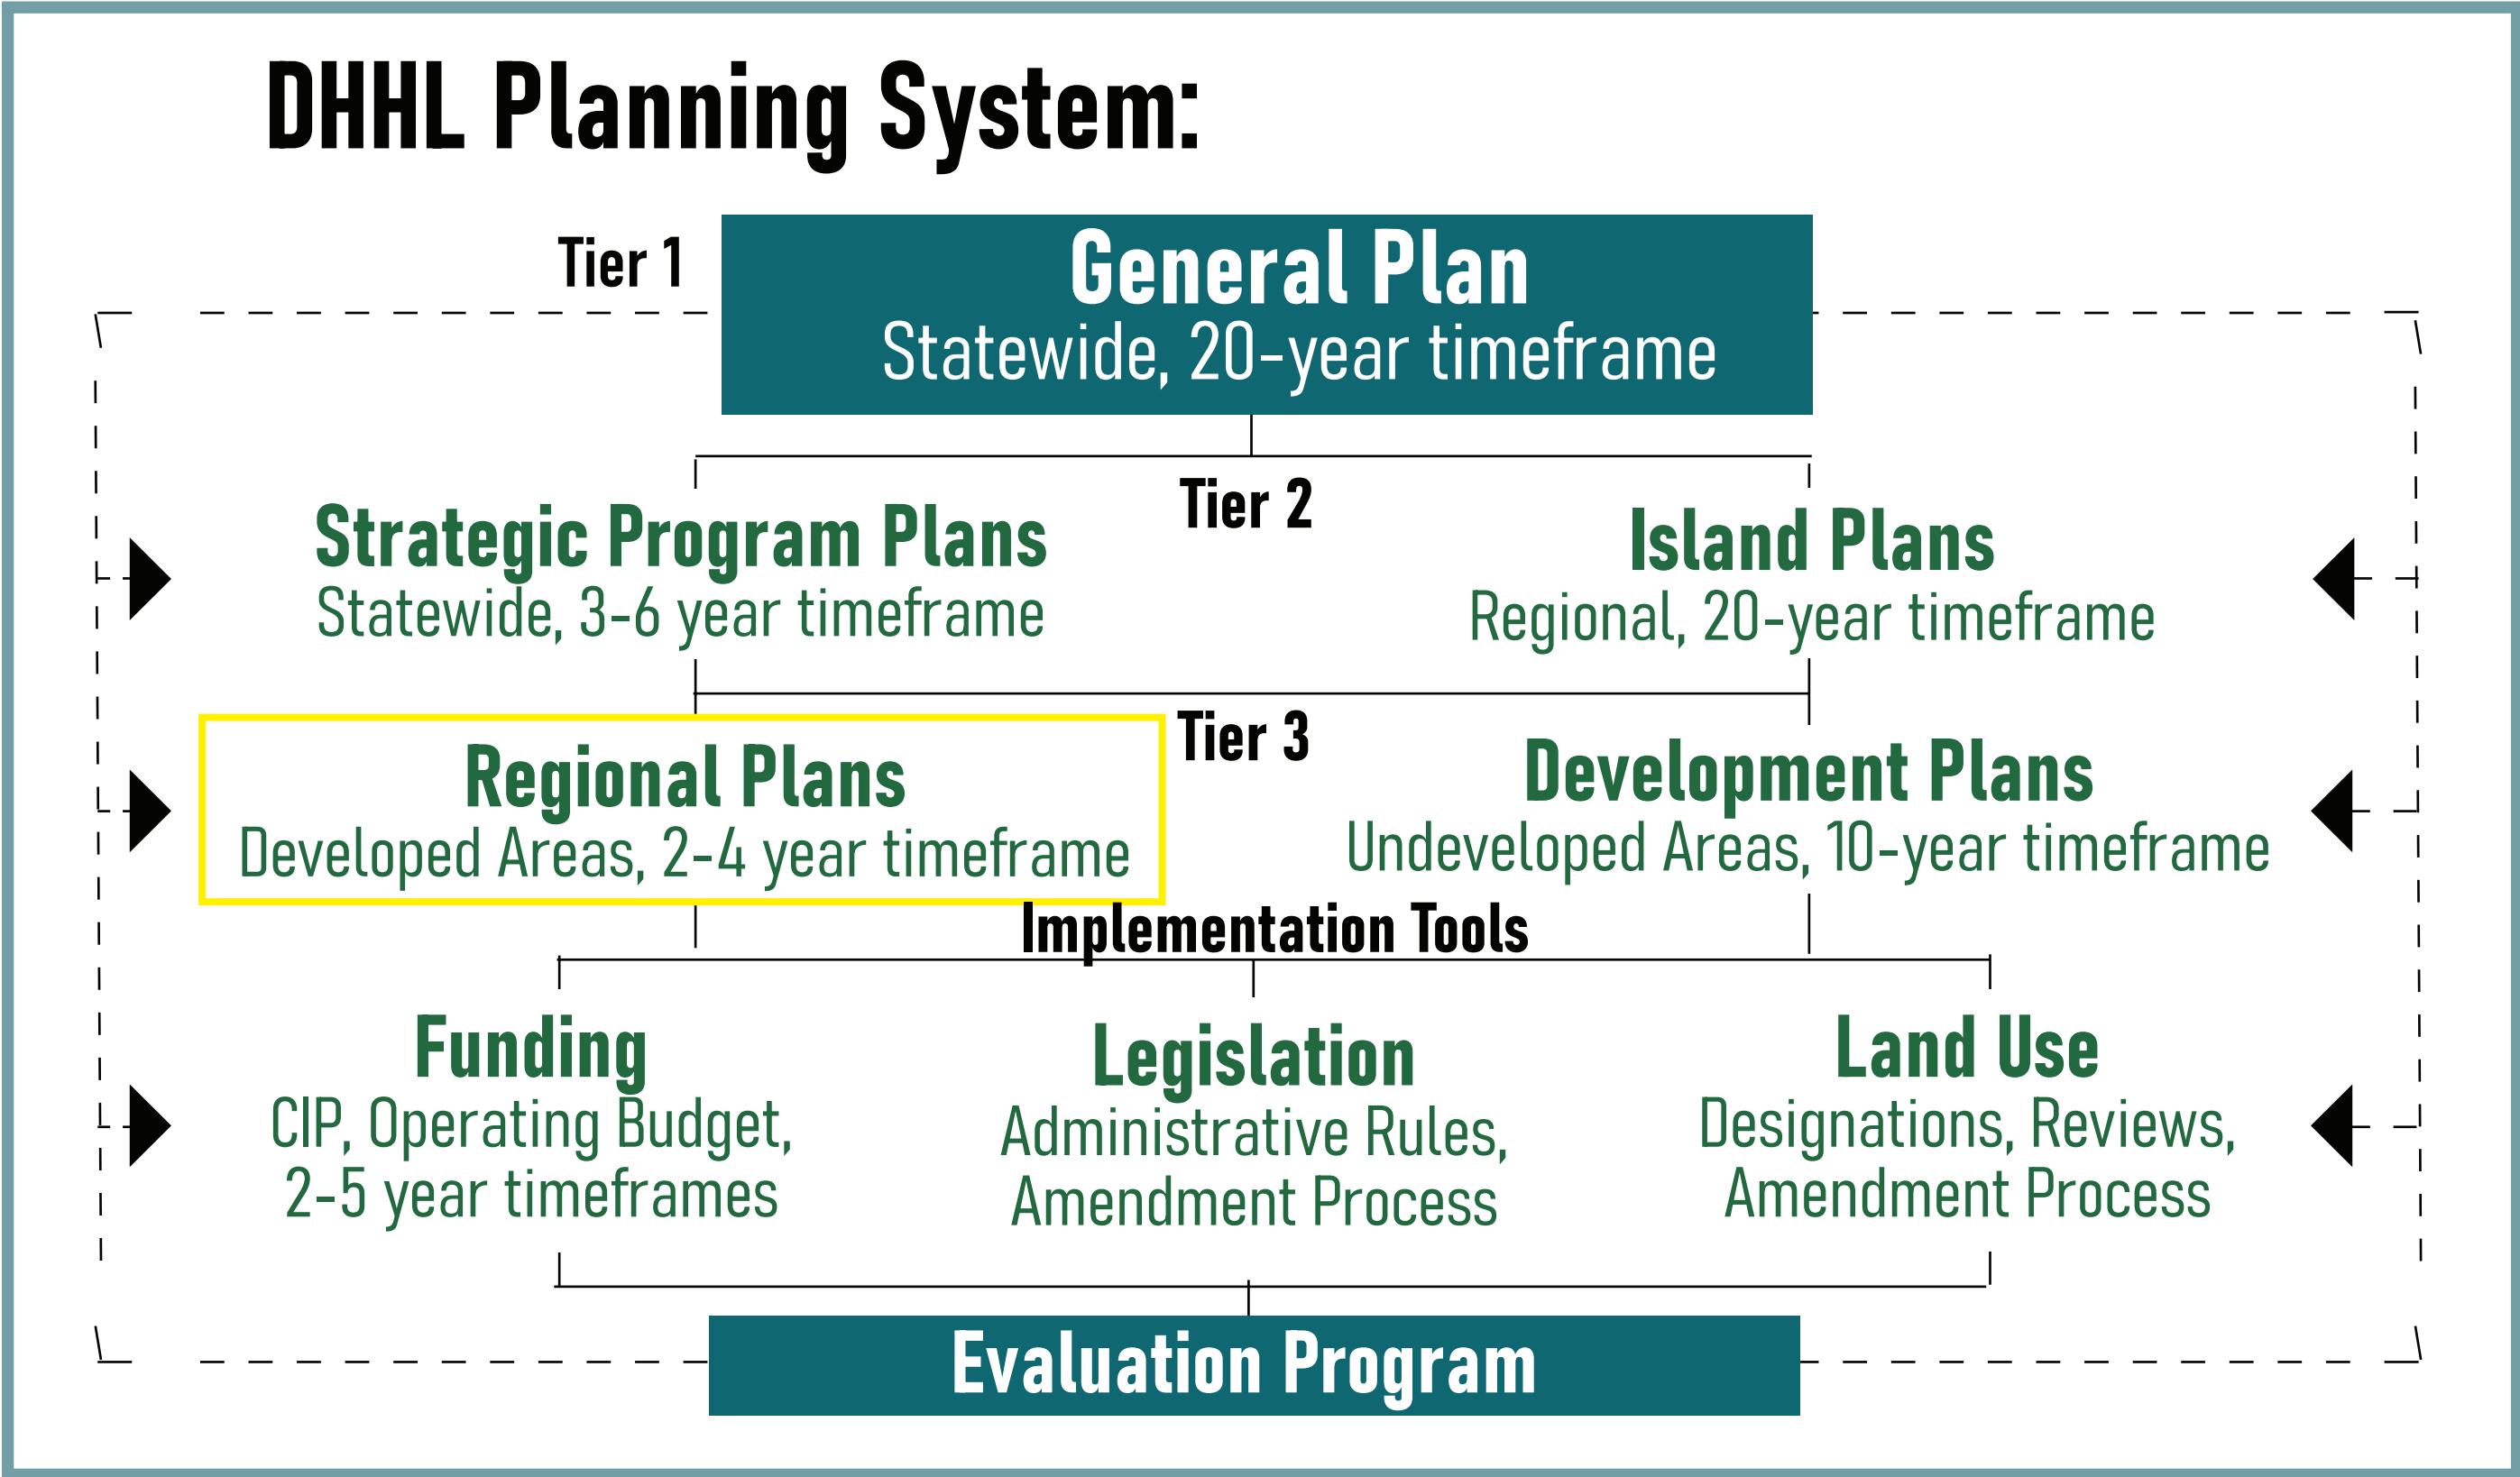 DHHL Planning System:
Tier 1
General Plan
Statewide, 20-year timeframe
Tier 2
Strategic Program Plans
Statewide, 3-6 year timeframe
Island Plans
Regional, 20-year timeframe
Tier 3
Regional Plans
Developed Areas, 2-4 year timeframe
Development Plans
Undeveloped Areas, 10-year timeframe
Implementation Tools
Funding
CIP, Operating Budget,
2-5 year timeframes
Legislation
Administrative Rules,
Amendment Process
Land Use
Designations, Reviews,
Amendment Process
Evaluation Program